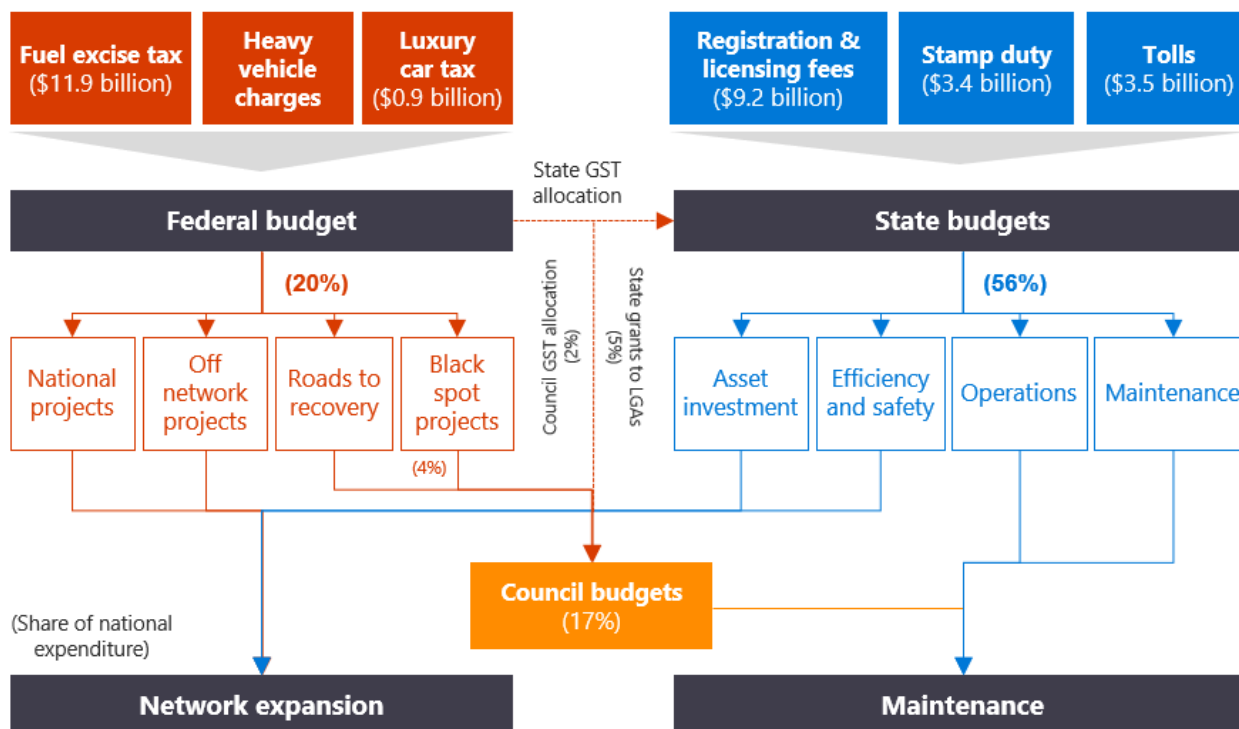 Fuel excise tax
($11.9 billion)
Heavy
vehicle
charges
Luxury
car tax
($0.9 billion)
Registration &
licensing fees
($9.2 billion)
Stamp duty
($3.4 billion)
Tolls
($3.5 billion)
State GST
allocation
Federal budget
State budgets
(20%)
(56%)
Council GST allocation
(2%)
State grants to LGAs
(5%)
National
projects
Off
network
projects
Roads to
recovery
Black
spot
projects
Asset
investment
Efficiency
and safety
Operations
Maintenance
(4%)
Council budgets
(17%)
(Share of national
expenditure)
Network expansion
Maintenance